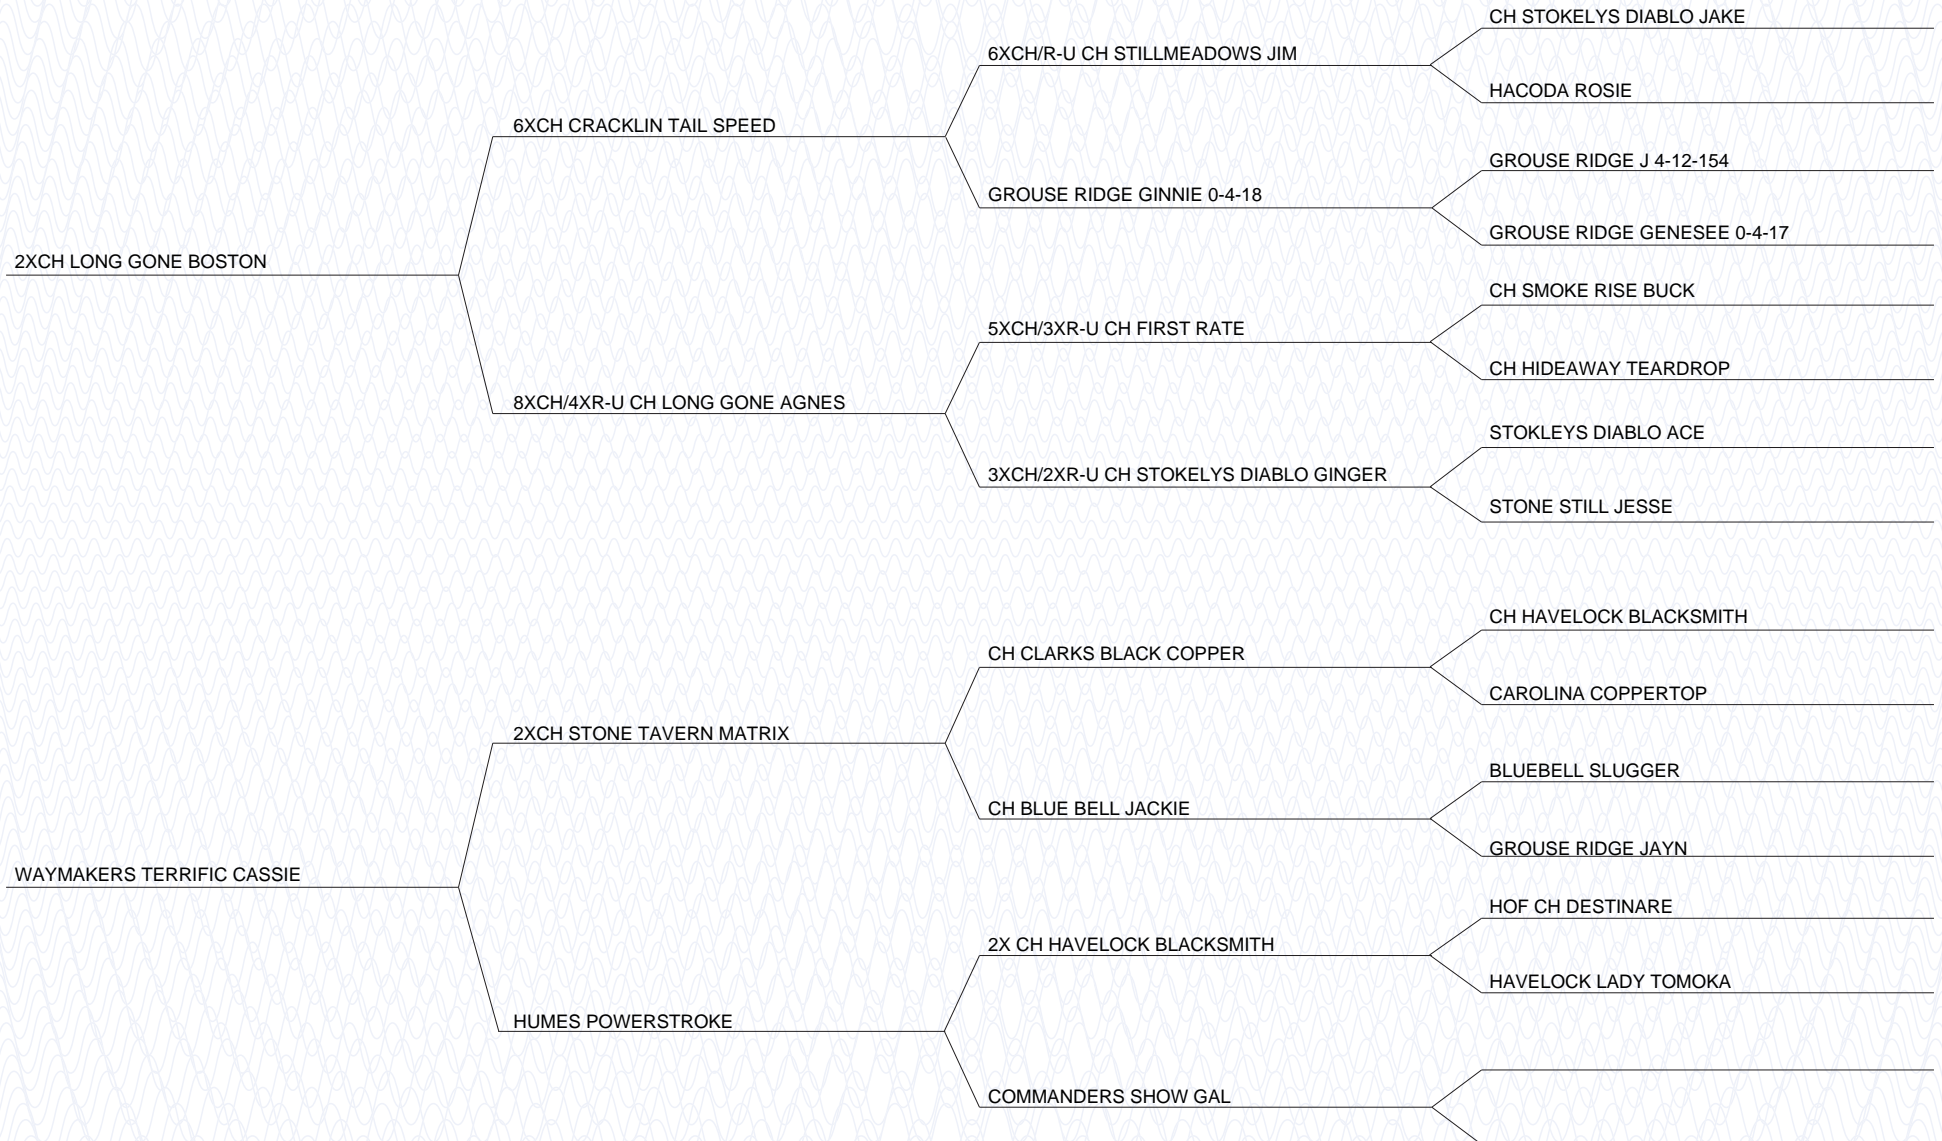 CH STOKELYS DIABLO JAKE
6XCH/R-U CH STILLMEADOWS JIM
HACODA ROSIE
6XCH CRACKLIN TAIL SPEED
GROUSE RIDGE J 4-12-154
GROUSE RIDGE GINNIE 0-4-18
GROUSE RIDGE GENESEE 0-4-17
2XCH LONG GONE BOSTON
CH SMOKE RISE BUCK
5XCH/3XR-U CH FIRST RATE
CH HIDEAWAY TEARDROP
8XCH/4XR-U CH LONG GONE AGNES
STOKLEYS DIABLO ACE
3XCH/2XR-U CH STOKELYS DIABLO GINGER
STONE STILL JESSE
CH HAVELOCK BLACKSMITH
CH CLARKS BLACK COPPER
CAROLINA COPPERTOP
2XCH STONE TAVERN MATRIX
BLUEBELL SLUGGER
CH BLUE BELL JACKIE
GROUSE RIDGE JAYN
WAYMAKERS TERRIFIC CASSIE
HOF CH DESTINARE
2X CH HAVELOCK BLACKSMITH
HAVELOCK LADY TOMOKA
HUMES POWERSTROKE
COMMANDERS SHOW GAL